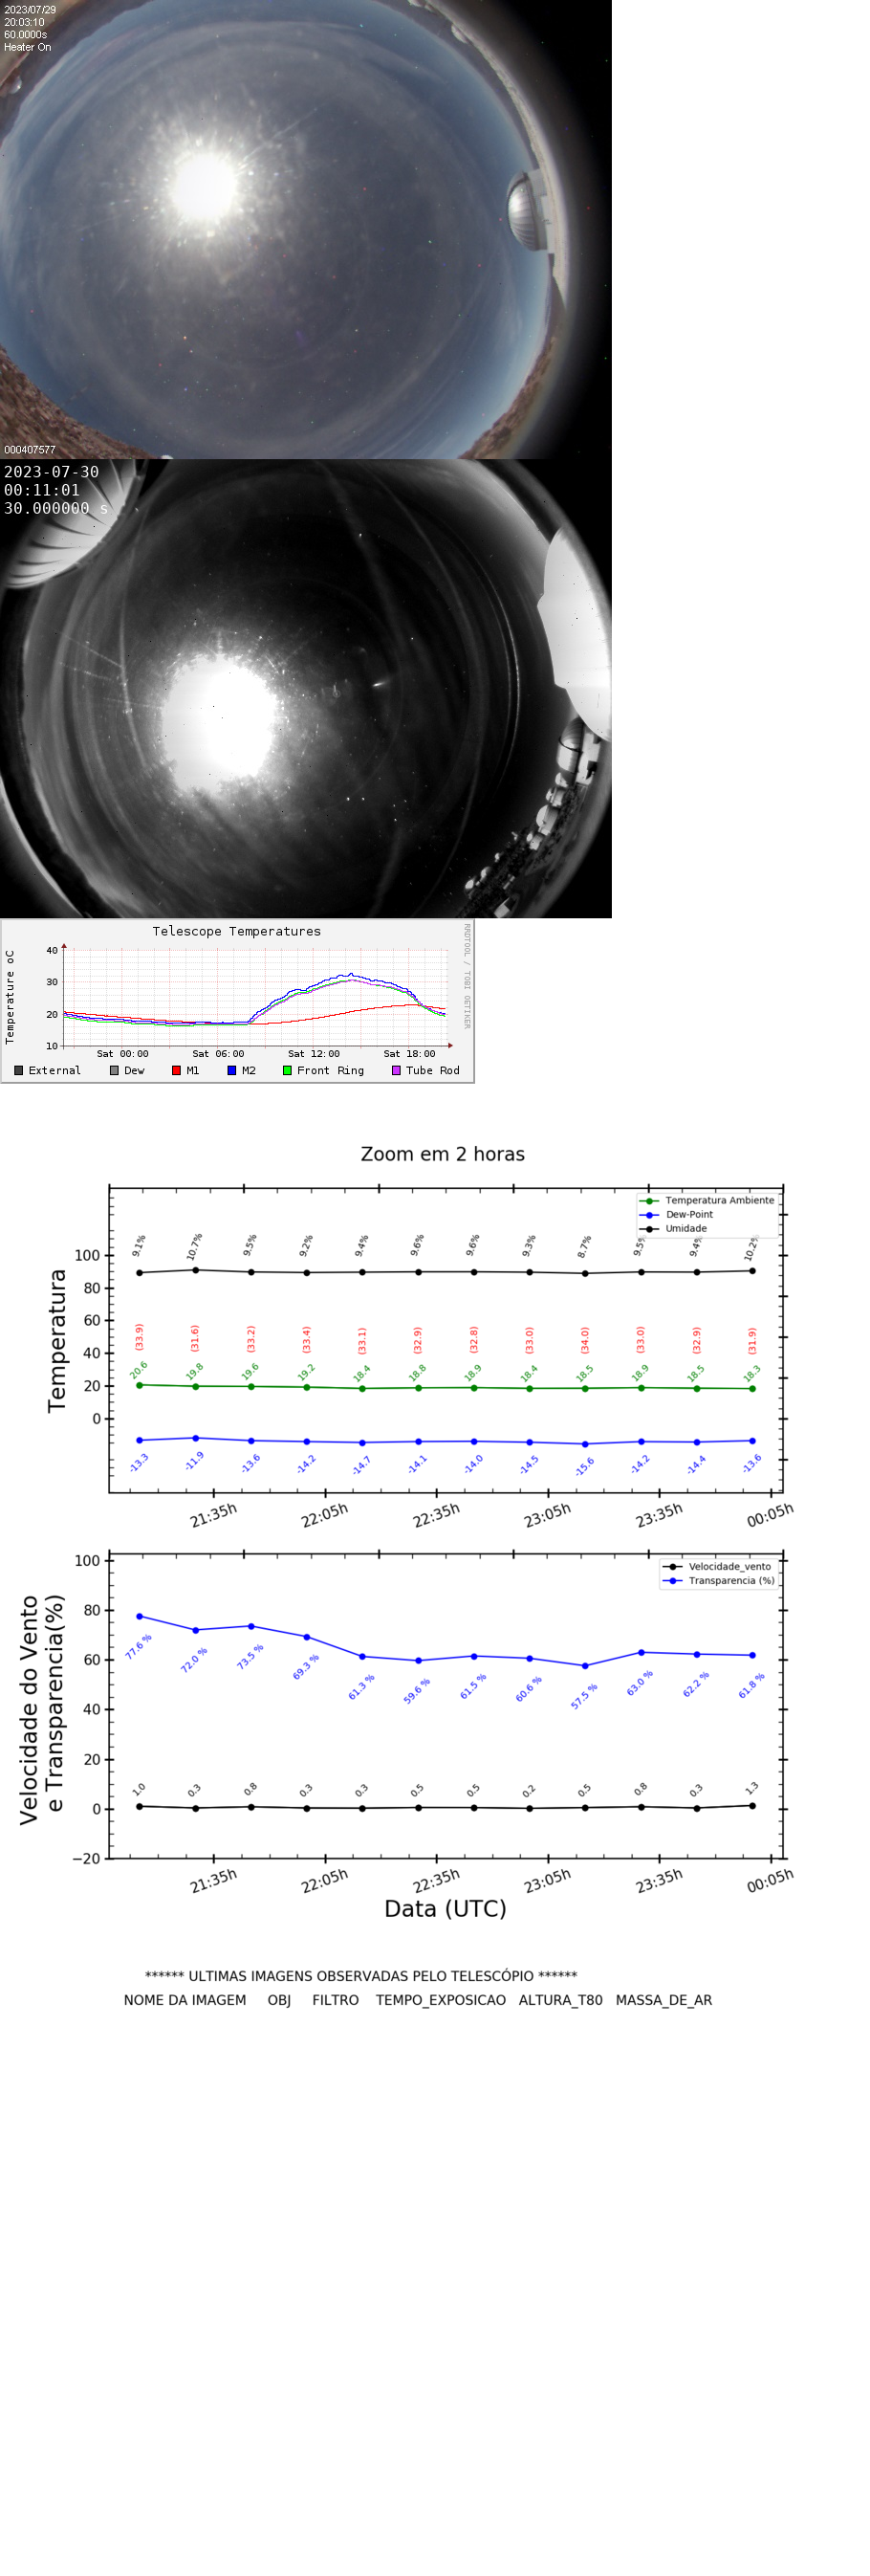 2023/07/29
20:03:10
60.0000s
Heater On
000407577
2023-07-30
00:11:01
30.000000 s
Telescope Temperatures
RRDTOOL / TOBI OETIKER
Temperature oC
40
30
20
10
Sat 00:00 Sat 06:00 Sat 12:00 Sat 18:00
External Dew M1 M2 Front Ring Tube Rod
Zoom em 2 horas
Temperatura Ambiente
Dew-Point
Umidade
9.1% 10.7% 9.5% 9.2% 9.4% 9.6% 9.6% 9.3% 8.7% 9.5% 9.4% 10.2%
Temperatura
100
80
60
40
20
0
(33.9) (31.6) (33.2) (33.4) (33.1) (32.9) (32.8) (33.0) (34.0) (33.0) (32.9) (31.9)
20.6 19.8 19.6 19.2 18.4 18.8 18.9 18.4 18.5 18.9 18.5 18.3
-13.3 -11.9 -13.6 -14.2 -14.7 -14.1 -14.0 -14.5 -15.6 -14.2 -14.4 -13.6
21:35h 22:05h 22:35h 23:05h 23:35h 00:05h
Velocidade_vento
Transparencia (%)
Velocidade do Vento
e Transparencia(%)
100
80
60
40
20
0
−20
77.6 % 72.0 % 73.5 % 69.3 % 61.3 % 59.6 % 61.5 % 60.6 % 57.5 % 63.0 % 62.2 % 61.8 %
1.0 0.3 0.8 0.3 0.3 0.5 0.5 0.2 0.5 0.8 0.3 1.3
21:35h 22:05h 22:35h 23:05h 23:35h 00:05h
Data (UTC)
****** ULTIMAS IMAGENS OBSERVADAS PELO TELESCÓPIO ******
NOME DA IMAGEM OBJ FILTRO TEMPO_EXPOSICAO ALTURA_T80 MASSA_DE_AR